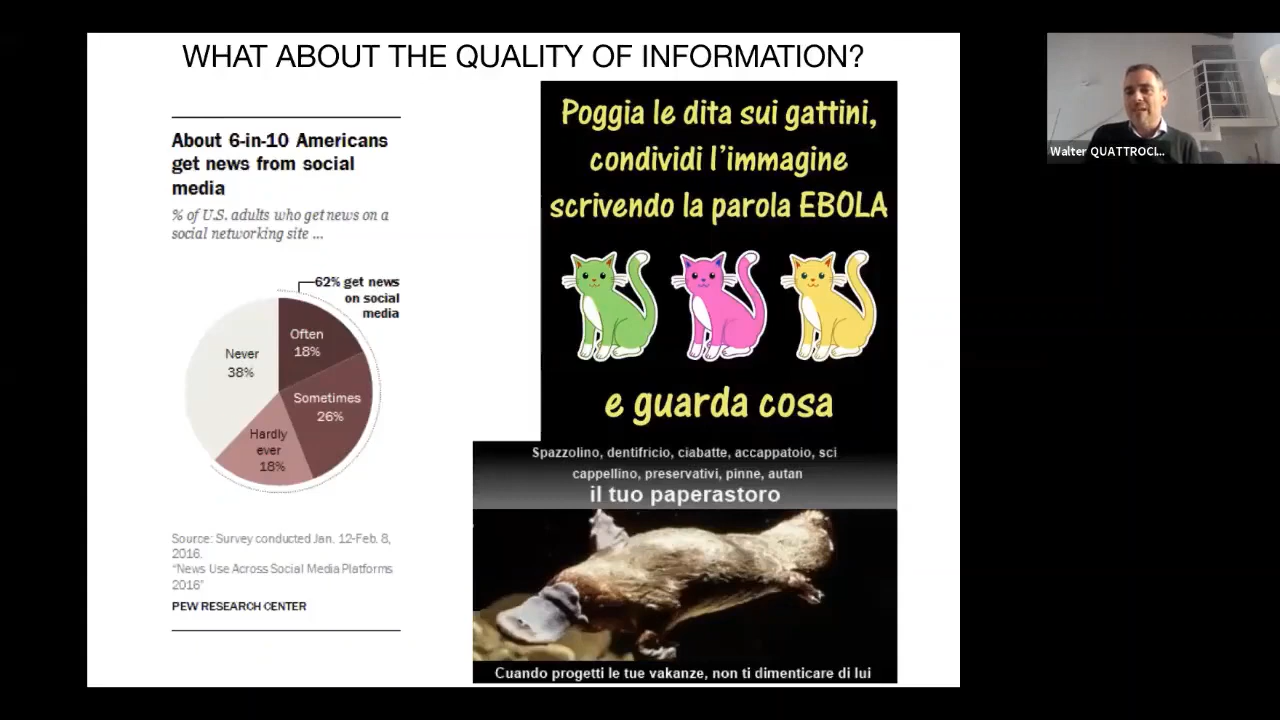 WHAT ABOUT THE QUALITY OF INFORMATION?
About 6-in-10 Americans
get news from social
media
% of U.S. adults who get news on a
social networking site ...
62% get news
on social
media
Often
18%
Never
38%
Sometimes
26%
Hardly
ever
18%
Source: Survey conducted Jan. 12-Feb. 8,
2016.
“News Use Across Social Media Platforms
2016”
PEW RESEARCH CENTER
Poggia le dita sui gattini,
condividi l'immagine
scrivendo la parola EBOLA
e guarda cosa
Spazzolino, dentifricio, ciabatte, accappatoio, sci
cappellino, preservativi, pinne, autan
il tuo paperastoro
Cuando progetti le tue vakanze, non ti dimenticare di lui
Walter QUATTROCI...